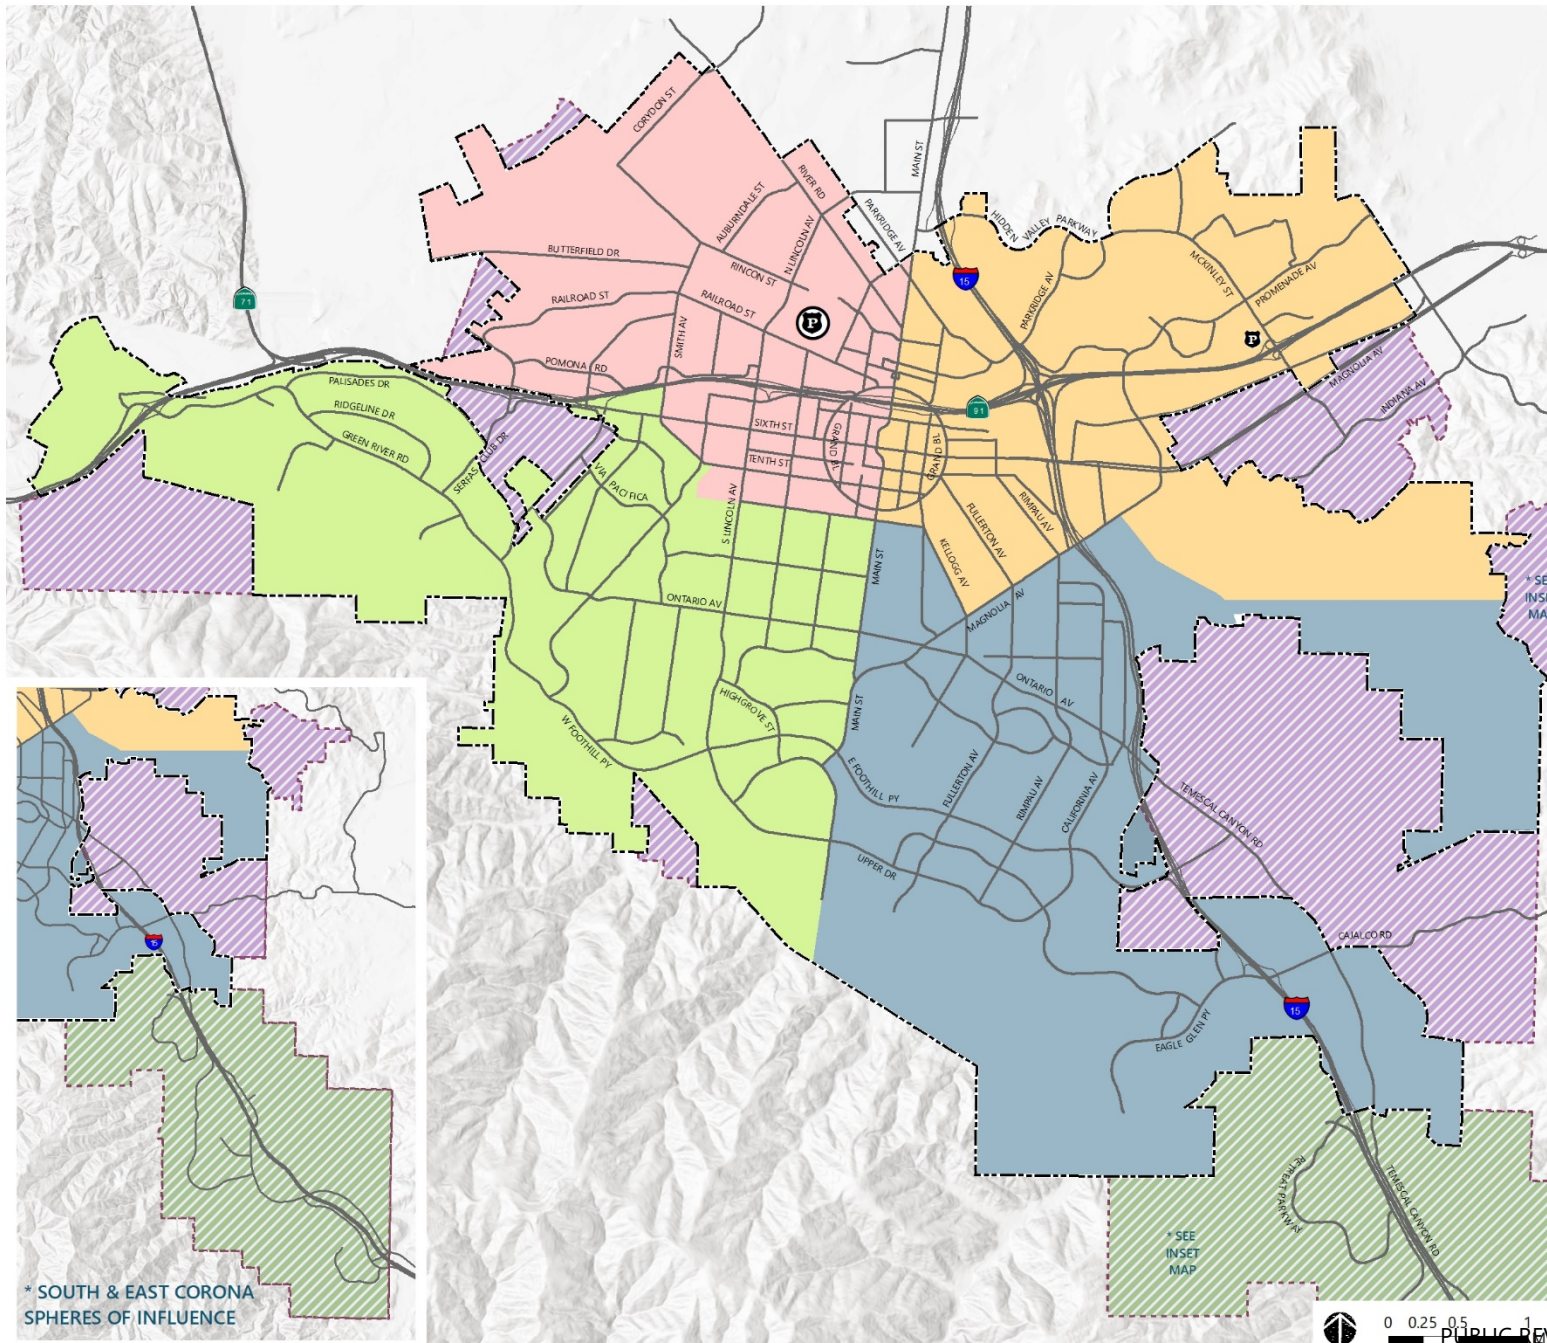 CORYDON ST
MAIN ST
RIVER RD
AUBURNDALE ST
PARKRIDGE AV
N LINCOLN AV
HIDDEN
VALLEY
PARKWAY
BUTTERFIELD DR
RINCON ST
MCKINLEY ST
PROMENADE AV
15
PARKRIDGE AV
71
RAILROAD ST
RAILROAD ST
P
P
SMITH AV
POMONA RD
MAGNOLIA AV
PALISADES DR
INDIANA AV
RIDGELINE DR
91
SIXTH ST
GRAND BL
GRAND BL
GREEN RIVER RD
SERFAS CLUB DR
TENTH ST
VIA
PACIFICA
S LINCOLN AV
RIMPAU AV
FULLERTON AV
KELLOGG AV
MAIN ST
* SE
INS
MA
ONTARIO AV
MAGNOLIA AV
ONTARIO
AV
HIGHGROVE ST
MAIN ST
W FOOTHILL PY
E FOOTHILL PY
FULLERTON AV
RIMPAU AV
CALIFORNIA AV
TEMESCAL CANYON RD
UPPER DR
CAJALCO RD
15
15
EAGLE GLEN PY
RETREAT PARKWAY
TEMESCAL CANYON RD
* SEE
INSET
MAP
* SOUTH & EAST CORONA
SPHERES OF INFLUENCE
0 0.25 0.5 1
PUBLIC REV